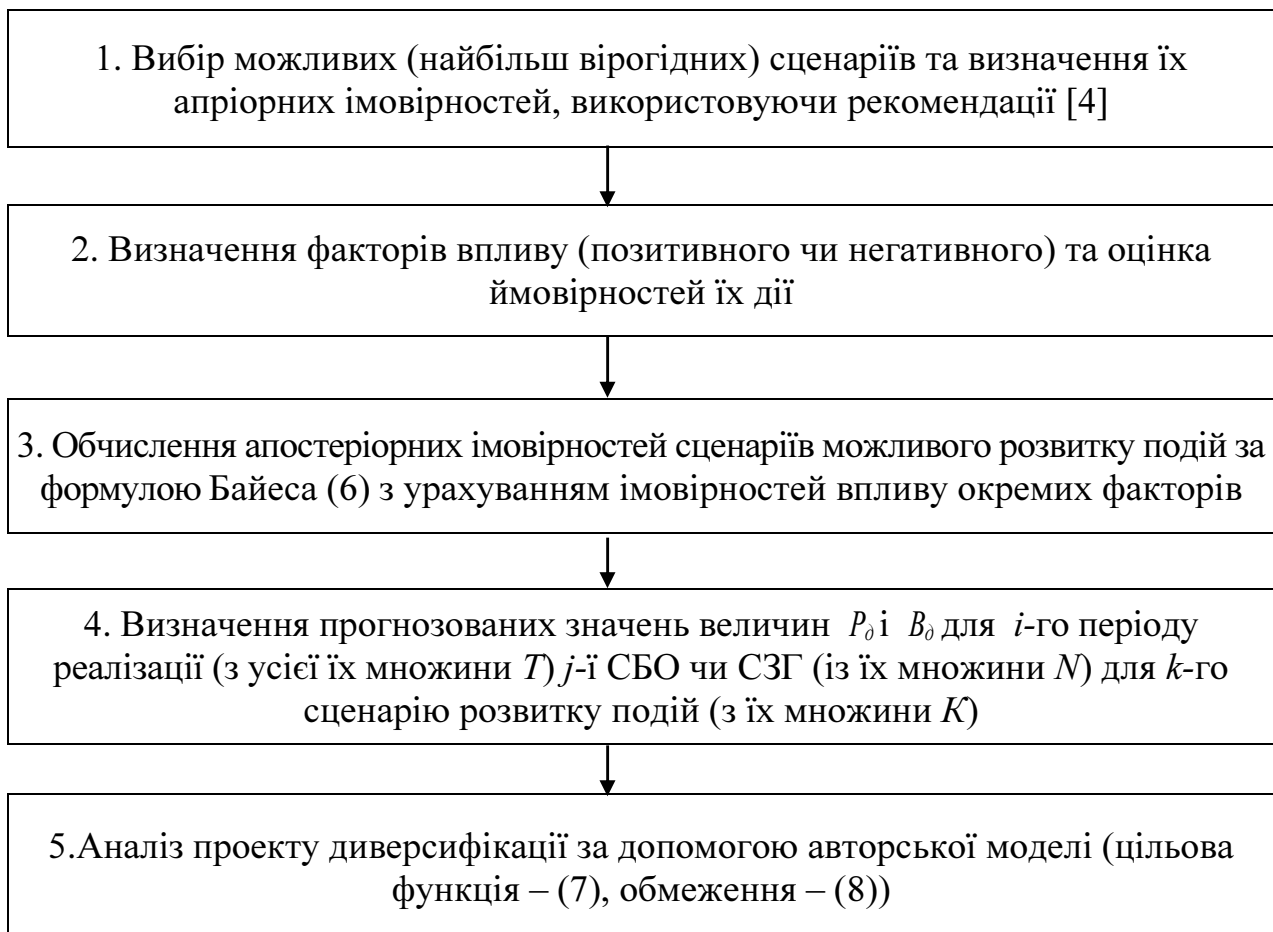 1. Вибір можливих (найбільш вірогідних) сценаріїв та визначення їх
апріорних імовірностей, використовуючи рекомендації [4]
2. Визначення факторів впливу (позитивного чи негативного) та оцінка
ймовірностей їх дії
3. Обчислення апостеріорних імовірностей сценаріїв можливого розвитку подій за
формулою Байеса (6) з урахуванням імовірностей впливу окремих факторів
4. Визначення прогнозованих значень величин P∂ і B∂ для i-го періоду
реалізації (з усієї їх множини T) j-ї СБО чи СЗГ (із їх множини N) для k-го
сценарію розвитку подій (з їх множини K)
5.Аналіз проекту диверсифікації за допомогою авторської моделі (цільова
функція – (7), обмеження – (8))